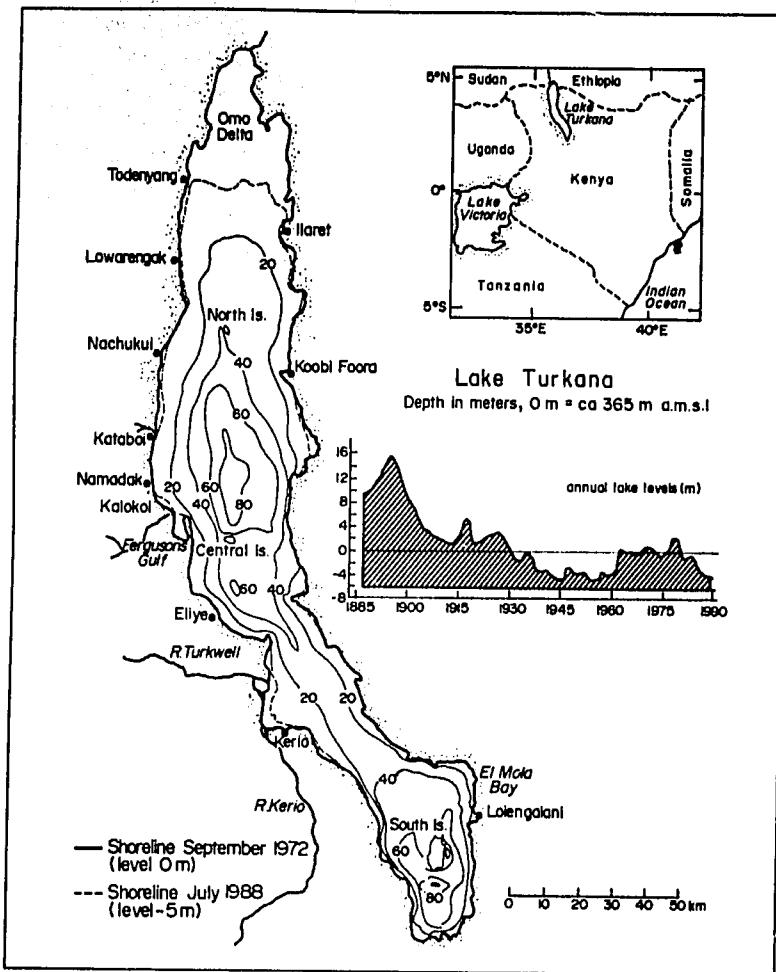 Omo
Delta
Todenyang
Ilaret
Lowarengak
20
North Is.
Nachukui
40
Koobi Foora
60
Kataboi
Namadak
20
60
80
Kalokol
40
Fergusons
Gulf
Central Is.
60
40
Eliye
R.Turkwell
20
20
Kerio
R.Kerio
40
El Molo
Bay
Loiengalani
South Is.
60
80
Shoreline September 1972
(level 0m)
Shoreline July 1988
(level-5m)
0 10 20 30 40 50 km
5°N
Sudan
Ethiopia
Lake
Turkana
Uganda
Kenya
Somalia
0°
Lake
Victoria
Tanzania
Indian
Ocean
5°S
35°E
40°E
Lake Turkana
Depth in meters, 0 m = ca 365 m a.m.s.l
annual lake levels (m)
16
12
8
4
0
-4
-8
1885 1900 1915 1930 1945 1960 1975 1990